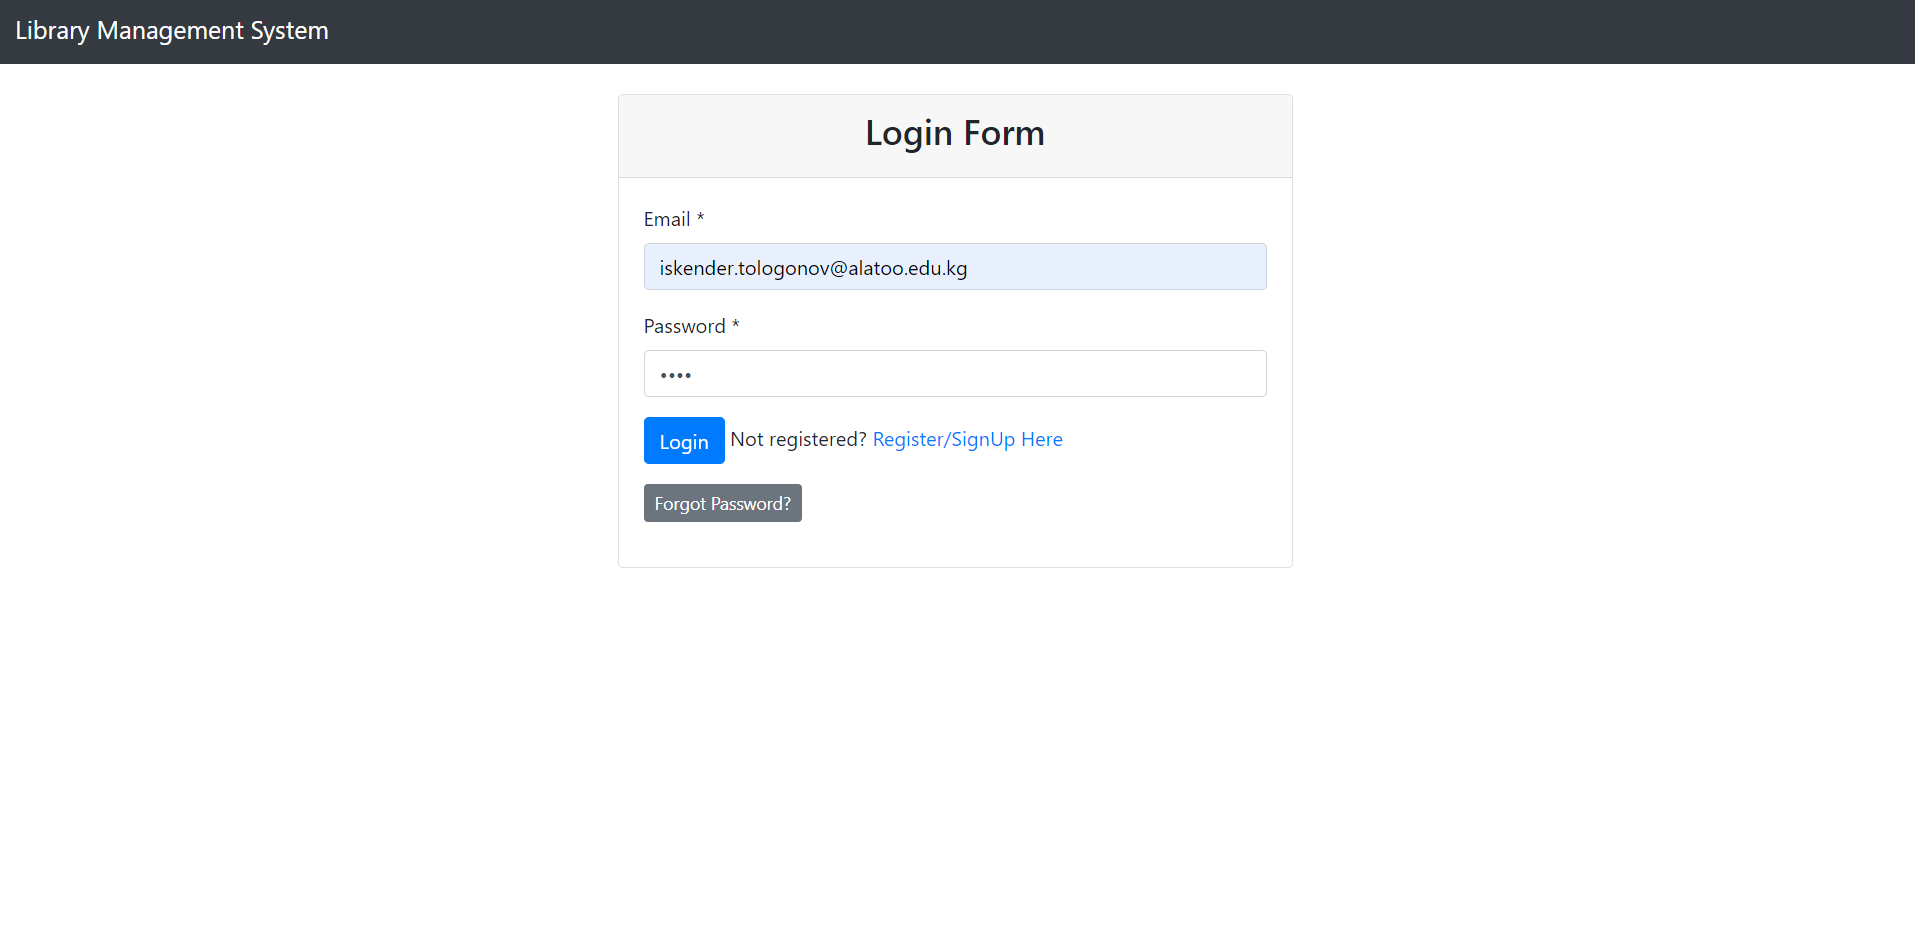 Library Management System
Login Form
Email *
iskender.tologonov@alatoo.edu.kg
Password *
••••
Login Not registered? Register/SignUp Here
Forgot Password?